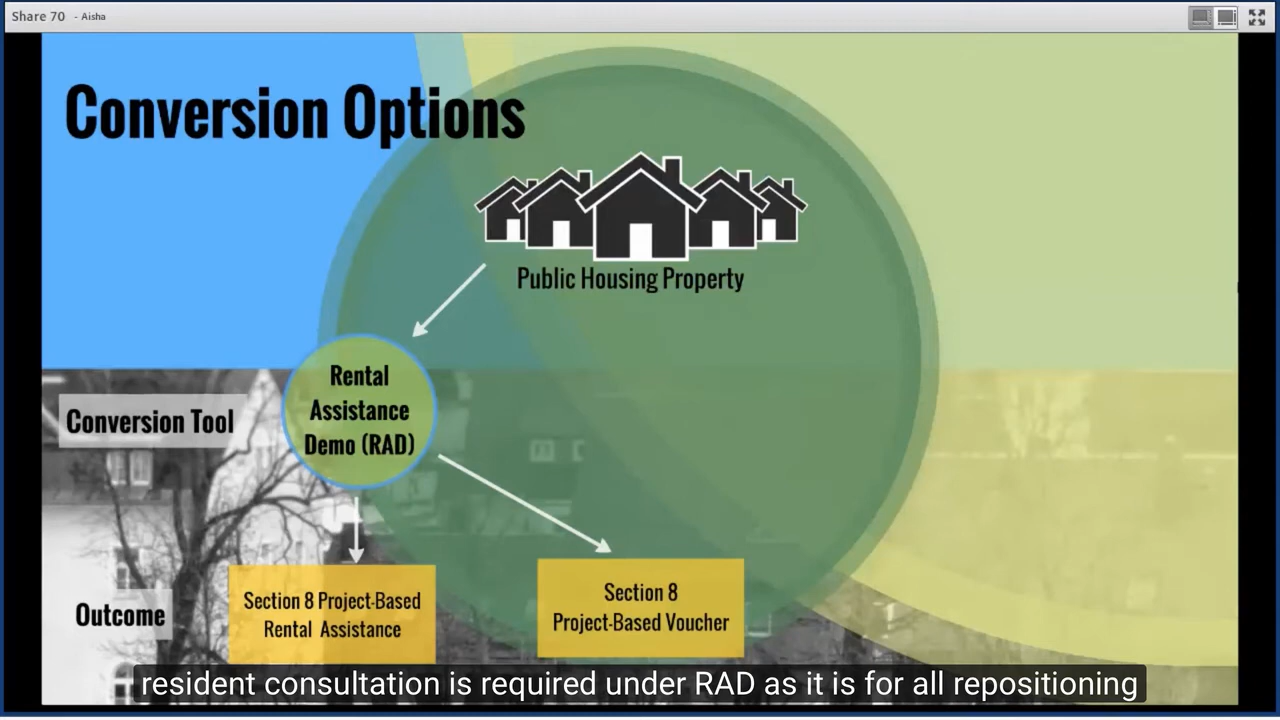 Share 70 - Aisha
Conversion Options
Public Housing Property
Rental
Assistance
Demo (RAD)
Conversion Tool
Outcome
Section 8 Project-Based
Rental Assistance
Section 8
Project-Based Voucher
resident consultation is required under RAD as it is for all repositioning